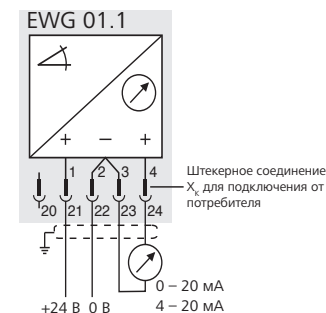 EWG 01.1
+ − +
1 2 3 4
Штекерное соединение
XK для подключения от
потребителя
20 21 22 23 24
0 – 20 мА
4 – 20 мА
+24 В 0 В